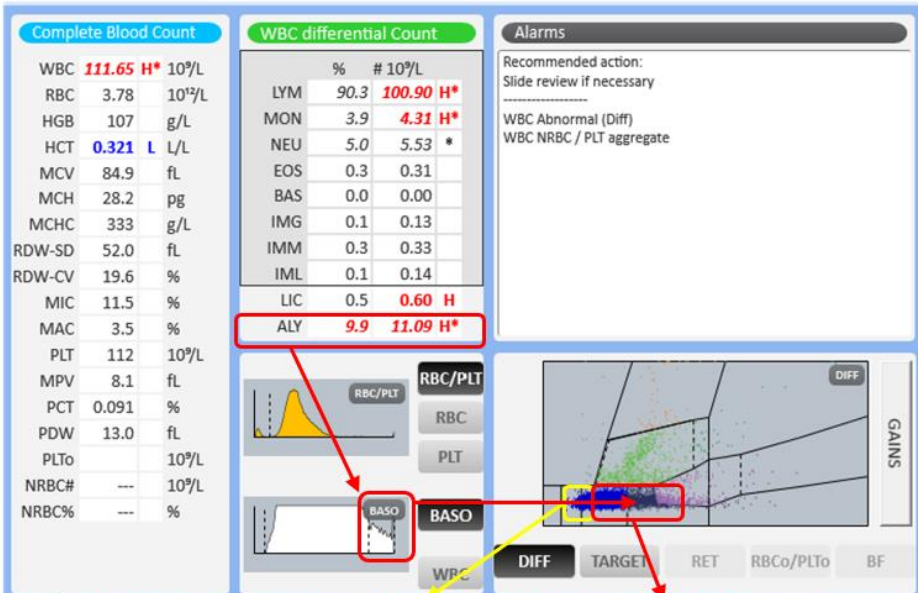 Complete Blood Count
WBC 111.65 H* 10⁹/L
RBC 3.78 10¹²/L
HGB 107 g/L
HCT 0.321 L L/L
MCV 84.9 fL
MCH 28.2 pg
MCHC 333 g/L
RDW-SD 52.0 fL
RDW-CV 19.6 %
MIC 11.5 %
MAC 3.5 %
PLT 112 10⁹/L
MPV 8.1 fL
PCT 0.091 %
PDW 13.0 fL
PLTo 10⁹/L
NRBC# --- 10⁹/L
NRBC% --- %
WBC differential Count
% # 10⁹/L
LYM 90.3 100.90 H*
MON 3.9 4.31 H*
NEU 5.0 5.53 *
EOS 0.3 0.31
BAS 0.0 0.00
IMG 0.1 0.13
IMM 0.3 0.33
IML 0.1 0.14
LIC 0.5 0.60 H
ALY 9.9 11.09 H*
Alarms
Recommended action:
Slide review if necessary
------------------
WBC Abnormal (Diff)
WBC NRBC / PLT aggregate
RBC/PLT
RBC/PLT
RBC
PLT
BASO
BASO
WBC
DIFF
GAINS
DIFF TARGET RET RBCo/PLTo BF